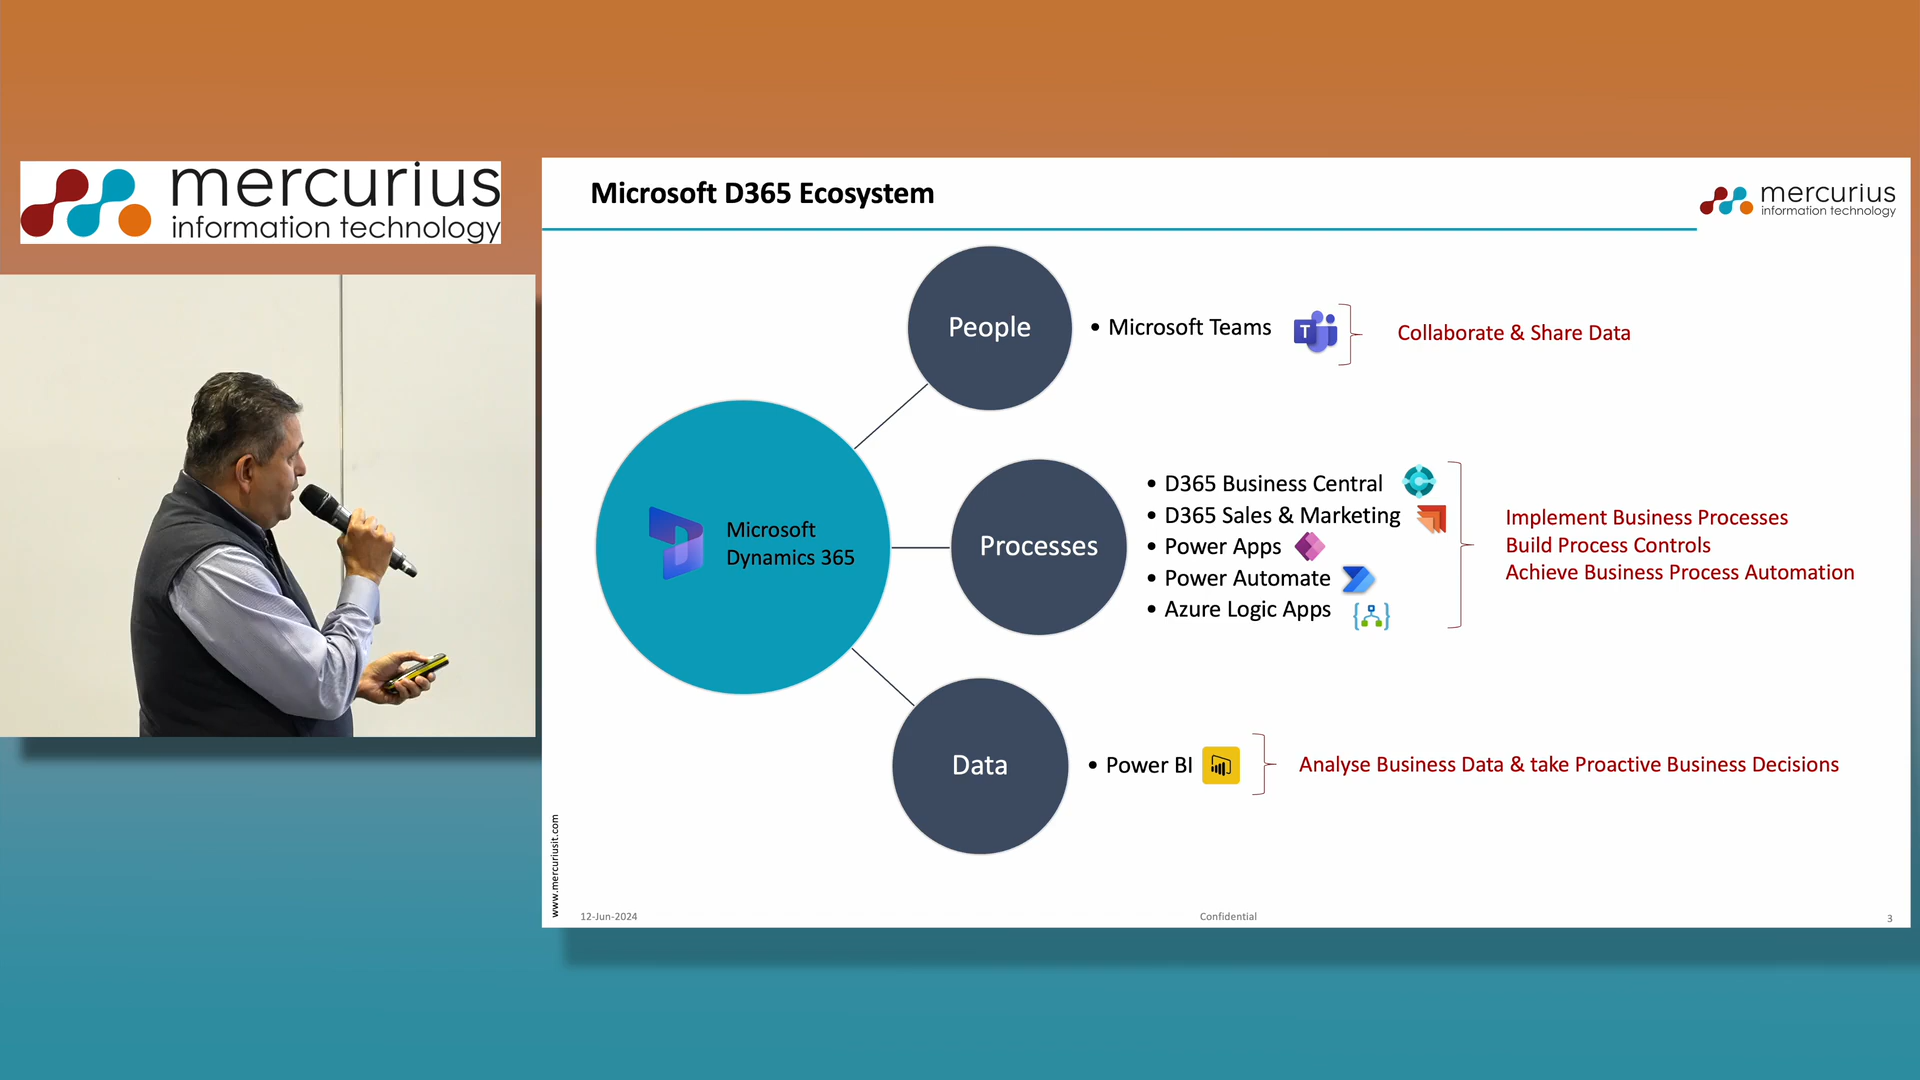 mercurius
information technology
Microsoft D365 Ecosystem
mercurius
information technology
People
• Microsoft Teams
T
Collaborate & Share Data
Microsoft
Dynamics 365
Processes
• D365 Business Central
• D365 Sales & Marketing
• Power Apps
• Power Automate
• Azure Logic Apps
Implement Business Processes
Build Process Controls
Achieve Business Process Automation
Data
• Power BI
Analyse Business Data & take Proactive Business Decisions
www.mercuriusit.com
12-Jun-2024
Confidential
3